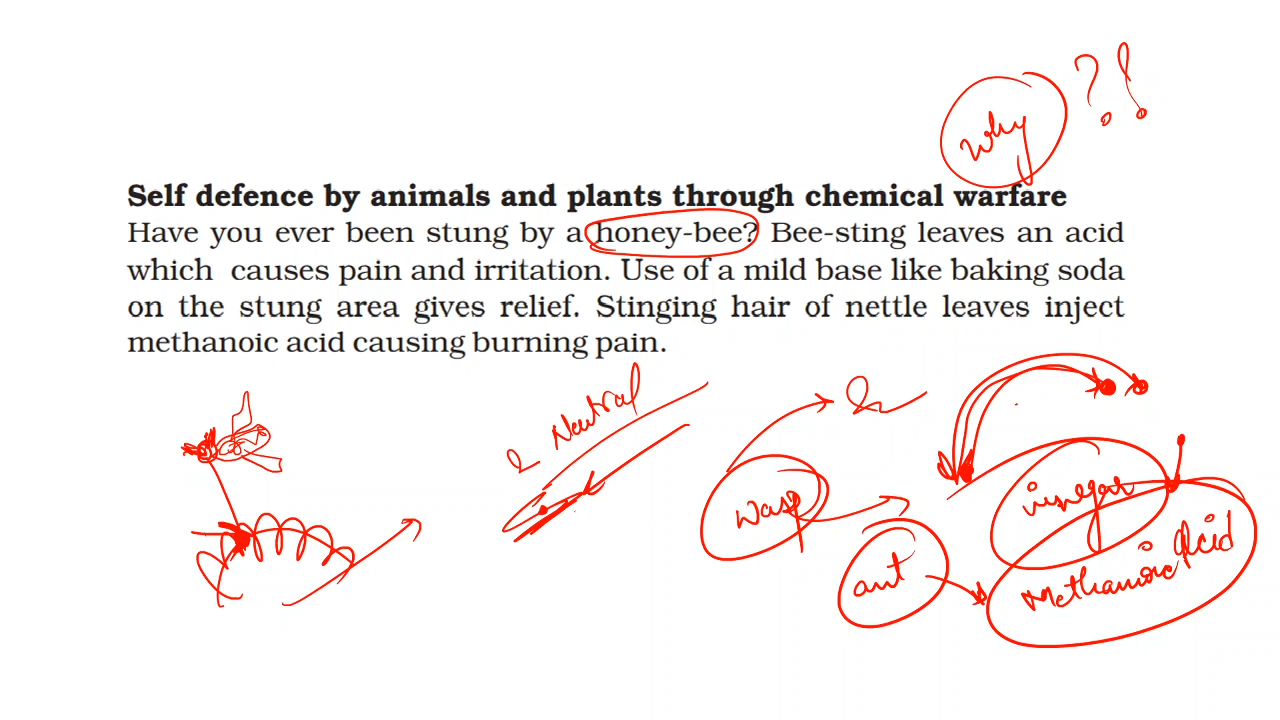 why ?!
Self defence by animals and plants through chemical warfare
Have you ever been stung by a honey-bee? Bee-sting leaves an acid
which causes pain and irritation. Use of a mild base like baking soda
on the stung area gives relief. Stinging hair of nettle leaves inject
methanoic acid causing burning pain.
Neutral
wasp
vinegar
ant
Methanoic Acid